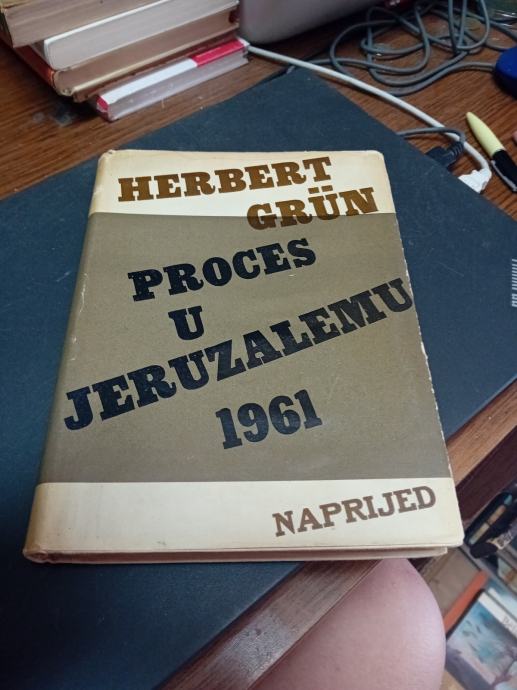 HERBERT
GRÜN
PROCES
U
JERUZALEMU
1961
NAPRIJED